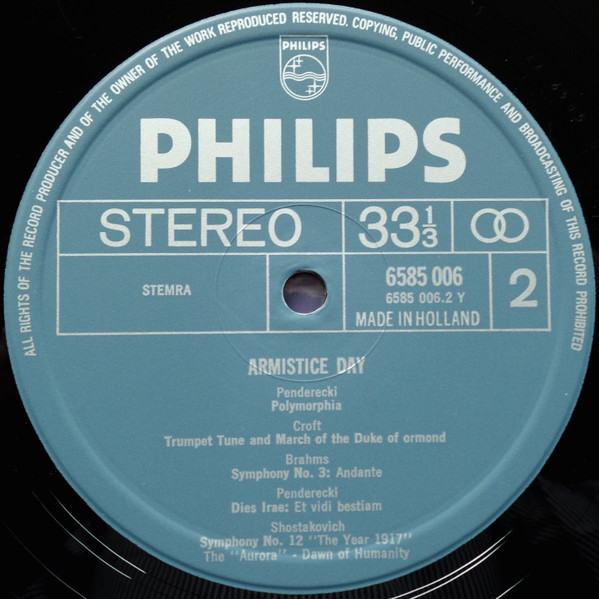 ALL RIGHTS OF THE RECORD PRODUCER AND OF THE OWNER OF THE WORK REPRODUCED RESERVED. COPYING, PUBLIC PERFORMANCE AND BROADCASTING OF THIS RECORD PROHIBITED
PHILIPS
PHILIPS
STEREO
33 1/3
STEMRA
6585 006
6585 006.2 Y
MADE IN HOLLAND
2
ARMISTICE DAY
Penderecki
Polymorphia
Croft
Trumpet Tune and March of the Duke of ormond
Brahms
Symphony No. 3: Andante
Penderecki
Dies Irae: Et vidi bestiam
Shostakovich
Symphony No. 12 "The Year 1917"
The "Aurora" - Dawn of Humanity